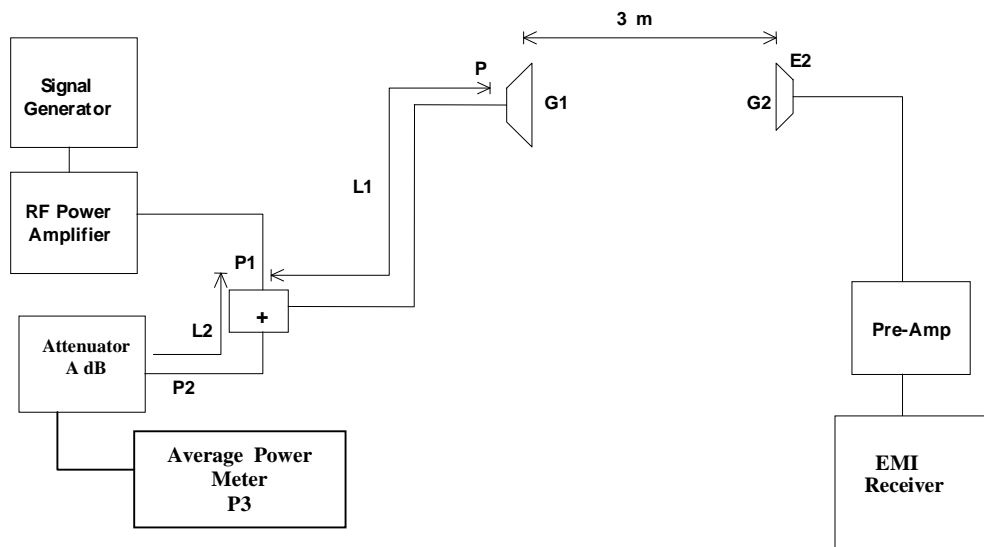 3 m
Signal
Generator
P
G1
E2
G2
L1
RF Power
Amplifier
P1
+
L2
Attenuator
A dB
P2
Pre-Amp
Average Power
Meter
P3
EMI
Receiver